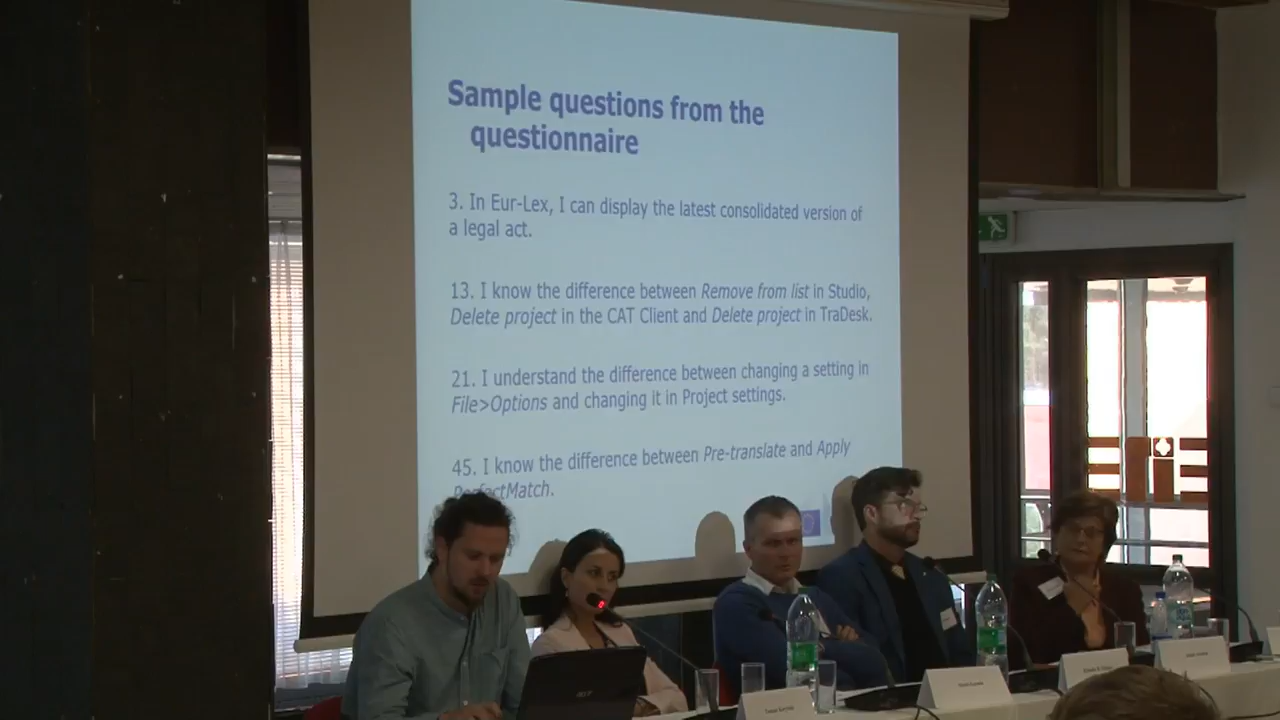 Sample questions from the
questionnaire
3. In Eur-Lex, I can display the latest consolidated version of
a legal act.
13. I know the difference between Remove from list in Studio,
Delete project in the CAT Client and Delete project in TraDesk.
21. I understand the difference between changing a setting in
File>Options and changing it in Project settings.
45. I know the difference between Pre-translate and Apply
PerfectMatch.
acer